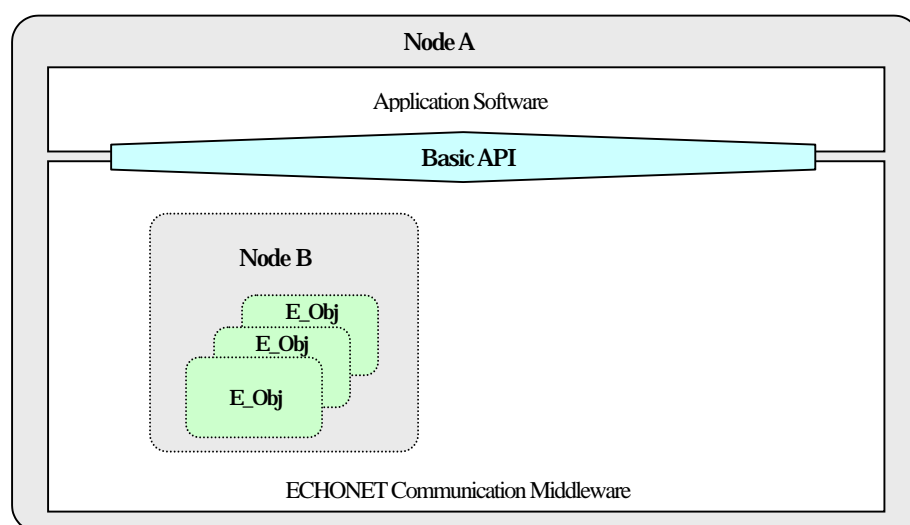 Node A
Application Software
Basic API
Node B
E_Obj
E_Obj
E_Obj
ECHONET Communication Middleware